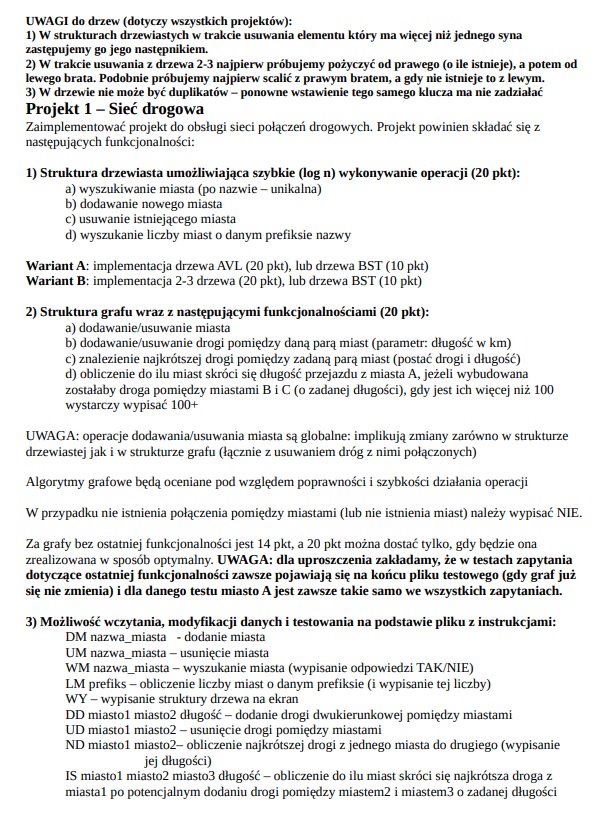 UWAGI do drzew (dotyczy wszystkich projektów):
1) W strukturach drzewiastych w trakcie usuwania elementu który ma więcej niż jednego syna
zastępujemy go jego następnikiem.
2) W trakcie usuwania z drzewa 2-3 najpierw próbujemy pożyczyć od prawego (o ile istnieje), a potem od
lewego brata. Podobnie próbujemy najpierw scalić z prawym bratem, a gdy nie istnieje to z lewym.
3) W drzewie nie może być duplikatów – ponowne wstawienie tego samego klucza ma nie zadziałać
Projekt 1 – Sieć drogowa
Zaimplementować projekt do obsługi sieci połączeń drogowych. Projekt powinien składać się z
następujących funkcjonalności:
1) Struktura drzewiasta umożliwiająca szybkie (log n) wykonywanie operacji (20 pkt):
a) wyszukiwanie miasta (po nazwie – unikalna)
b) dodawanie nowego miasta
c) usuwanie istniejącego miasta
d) wyszukanie liczby miast o danym prefiksie nazwy
Wariant A: implementacja drzewa AVL (20 pkt), lub drzewa BST (10 pkt)
Wariant B: implementacja 2-3 drzewa (20 pkt), lub drzewa BST (10 pkt)
2) Struktura grafu wraz z następującymi funkcjonalnościami (20 pkt):
a) dodawanie/usuwanie miasta
b) dodawanie/usuwanie drogi pomiędzy daną parą miast (parametr: długość w km)
c) znalezienie najkrótszej drogi pomiędzy zadaną parą miast (postać drogi i długość)
d) obliczenie do ilu miast skróci się długość przejazdu z miasta A, jeżeli wybudowana
zostałaby droga pomiędzy miastami B i C (o zadanej długości), gdy jest ich więcej niż 100
wystarczy wypisać 100+
UWAGA: operacje dodawania/usuwania miasta są globalne: implikują zmiany zarówno w strukturze
drzewiastej jak i w strukturze grafu (łącznie z usuwaniem dróg z nimi połączonych)
Algorytmy grafowe będą oceniane pod względem poprawności i szybkości działania operacji
W przypadku nie istnienia połączenia pomiędzy miastami (lub nie istnienia miast) należy wypisać NIE.
Za grafy bez ostatniej funkcjonalności jest 14 pkt, a 20 pkt można dostać tylko, gdy będzie ona
zrealizowana w sposób optymalny. UWAGA: dla uproszczenia zakładamy, że w testach zapytania
dotyczące ostatniej funkcjonalności zawsze pojawiają się na końcu pliku testowego (gdy graf już
się nie zmienia) i dla danego testu miasto A jest zawsze takie samo we wszystkich zapytaniach.
3) Możliwość wczytania, modyfikacji danych i testowania na podstawie pliku z instrukcjami:
DM nazwa_miasta - dodanie miasta
UM nazwa_miasta – usunięcie miasta
WM nazwa_miasta – wyszukanie miasta (wypisanie odpowiedzi TAK/NIE)
LM prefiks – obliczenie liczby miast o danym prefiksie (i wypisanie tej liczby)
WY – wypisanie struktury drzewa na ekran
DD miasto1 miasto2 długość – dodanie drogi dwukierunkowej pomiędzy miastami
UD miasto1 miasto2 – usunięcie drogi pomiędzy miastami
ND miasto1 miasto2– obliczenie najkrótszej drogi z jednego miasta do drugiego (wypisanie
jej długości)
IS miasto1 miasto2 miasto3 długość – obliczenie do ilu miast skróci się najkrótsza droga z
miasta1 po potencjalnym dodaniu drogi pomiędzy miastem2 i miastem3 o zadanej długości